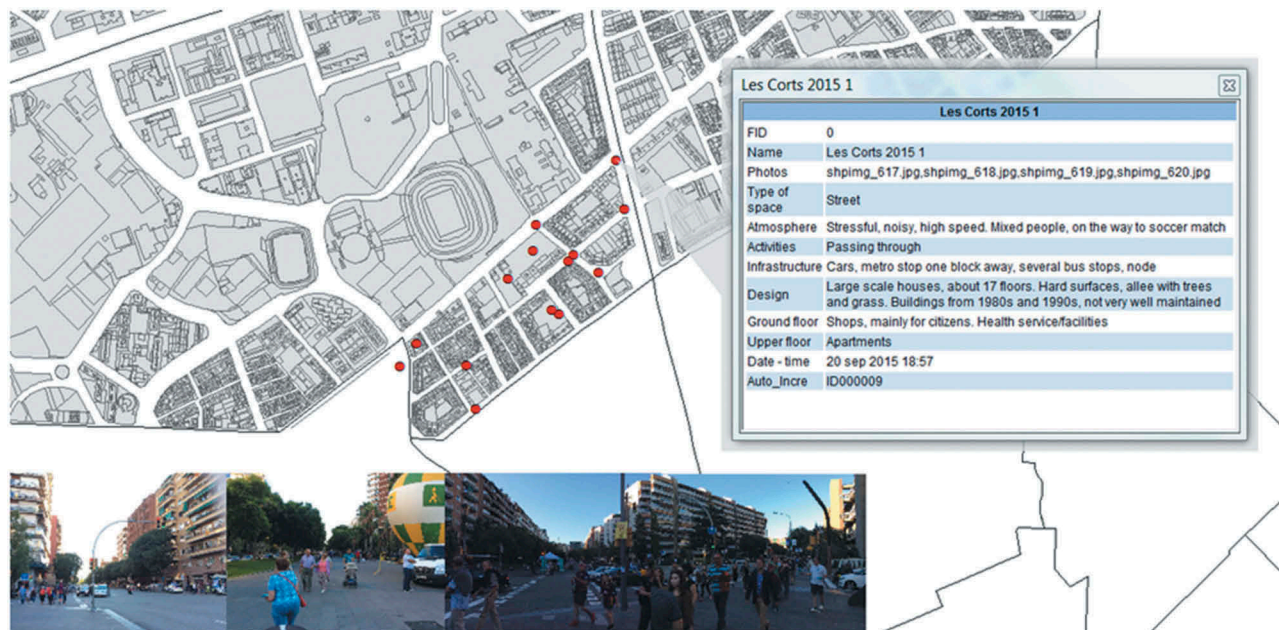 Les Corts 2015 1
Les Corts 2015 1
FID 0
Name Les Corts 2015 1
Photos shpimg_617.jpg,shpimg_618.jpg,shpimg_619.jpg,shpimg_620.jpg
Type of
space Street
Atmosphere Stressful, noisy, high speed. Mixed people, on the way to soccer match
Activities Passing through
Infrastructure Cars, metro stop one block away, several bus stops, node
Design Large scale houses, about 17 floors. Hard surfaces, allee with trees
and grass. Buildings from 1980s and 1990s, not very well maintained
Ground floor Shops, mainly for citizens. Health service/facilities
Upper floor Apartments
Date - time 20 sep 2015 18:57
Auto_Incre ID000009